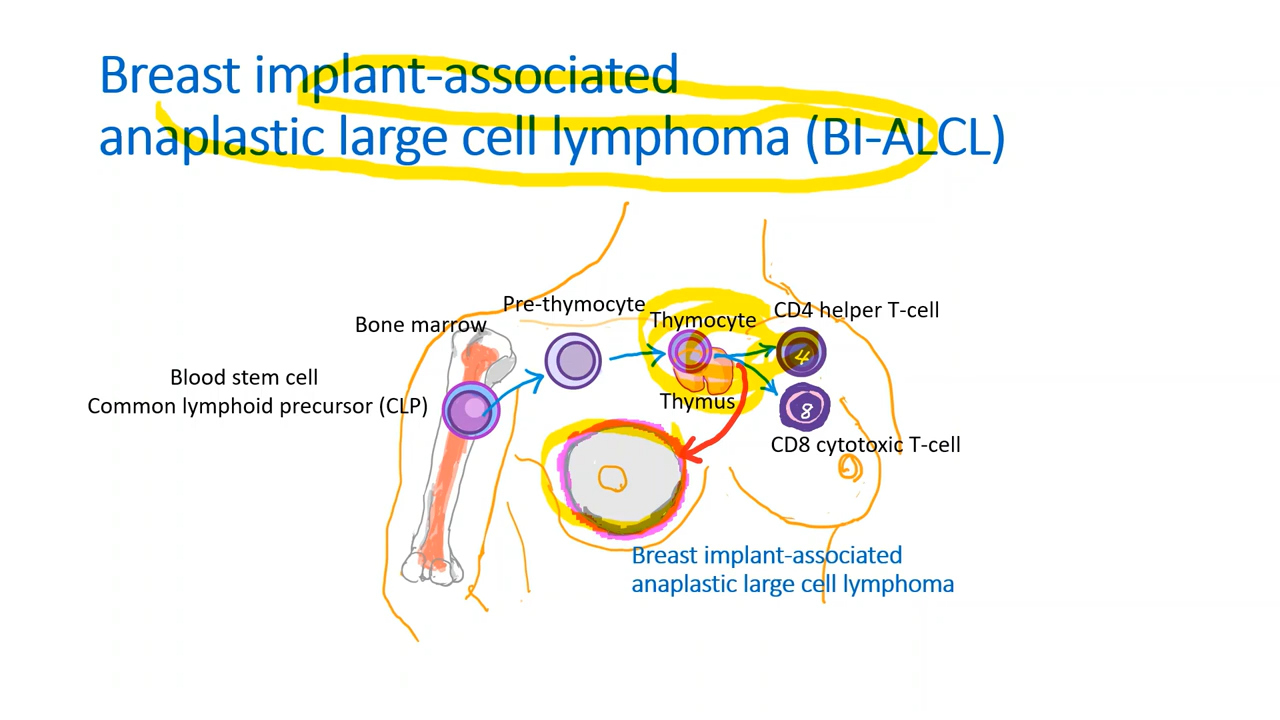 Breast implant-associated
anaplastic large cell lymphoma (BI-ALCL)
Pre-thymocyte
Thymocyte
CD4 helper T-cell
Bone marrow
4
Blood stem cell
Common lymphoid precursor (CLP)
Thymus
8
CD8 cytotoxic T-cell
Breast implant-associated
anaplastic large cell lymphoma